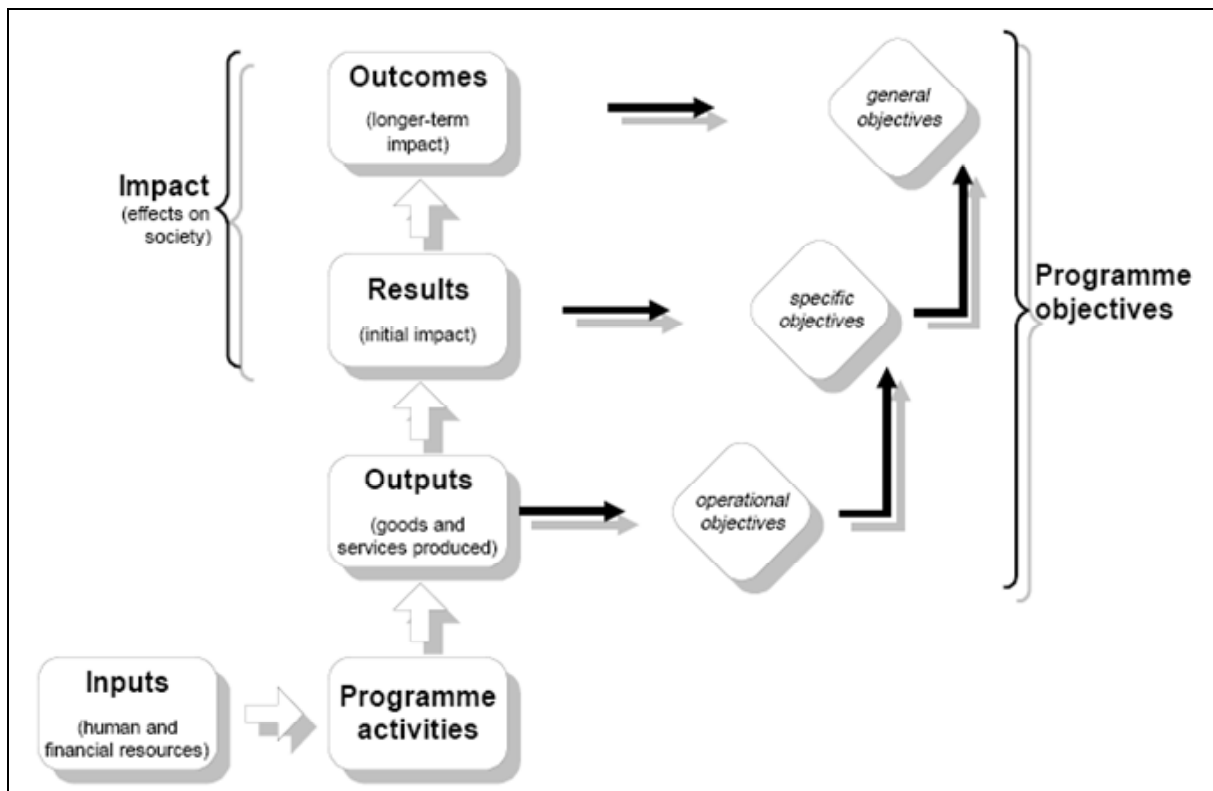 Outcomes
(longer-term
impact)
general
objectives
Impact
(effects on
society)
Results
(initial impact)
specific
objectives
Programme
objectives
Outputs
(goods and
services produced)
operational
objectives
Inputs
(human and
financial resources)
Programme
activities